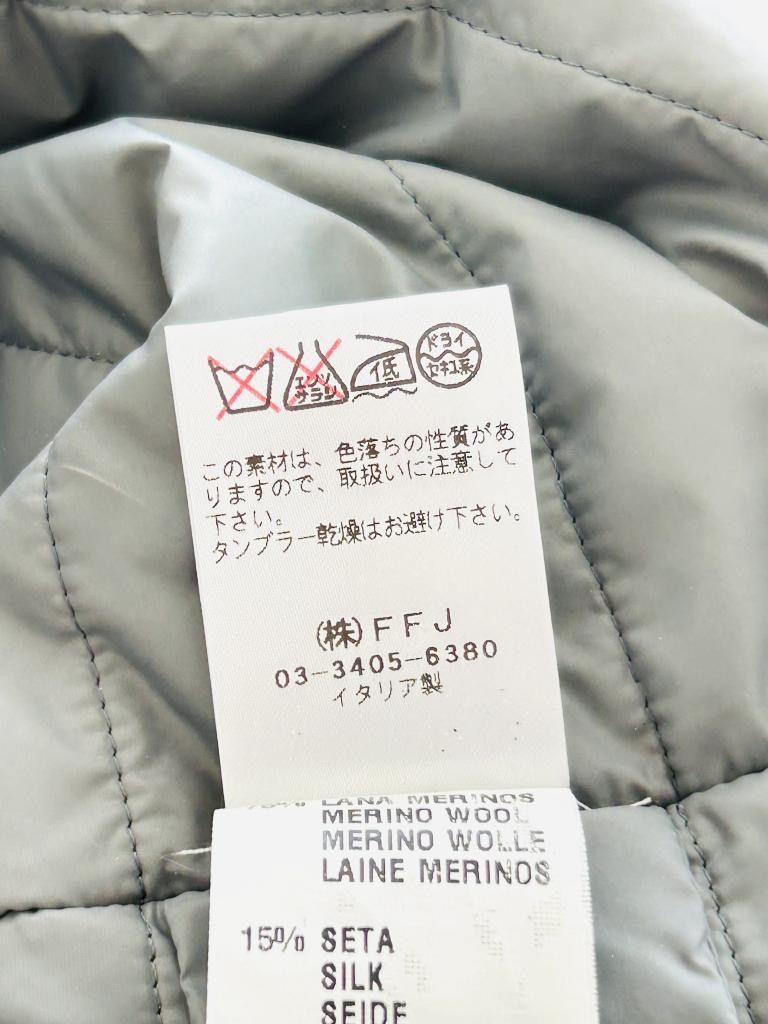 エンソ
サラシ
低
ドライ
セキユ系
この素材は、色落ちの性質があ
りますので、取扱いに注意して
下さい。
タンブラー乾燥はお避け下さい。
(株)FFJ
03-3405-6380
イタリア製
LANA MERINOS
MERINO WOOL
MERINO WOLLE
LAINE MERINOS
15% SETA
SILK
SEIDE